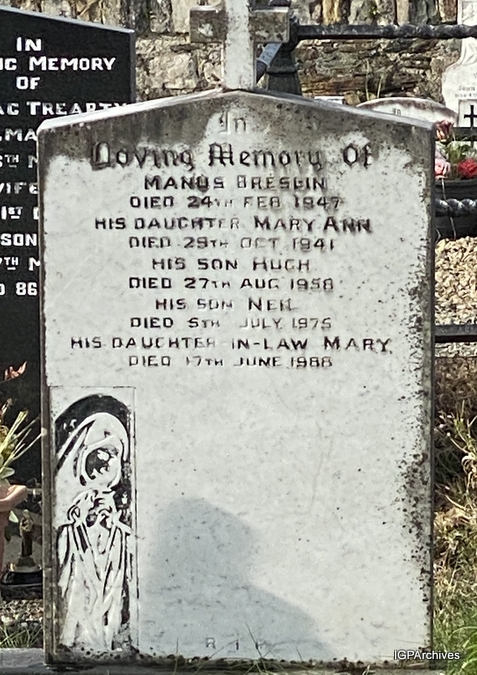 In
Loving Memory Of
MANUS BRESLIN
DIED 24TH FEB 1947
HIS DAUGHTER MARY ANN
DIED 29TH OCT 1941
HIS SON HUGH
DIED 27TH AUG 1958
HIS SON NEIL
DIED 5TH JULY 1975
HIS DAUGHTER IN-LAW MARY
DIED 17TH JUNE 1988
R I P
IN
MEMORY
OF
TREARTY
IGPArchives